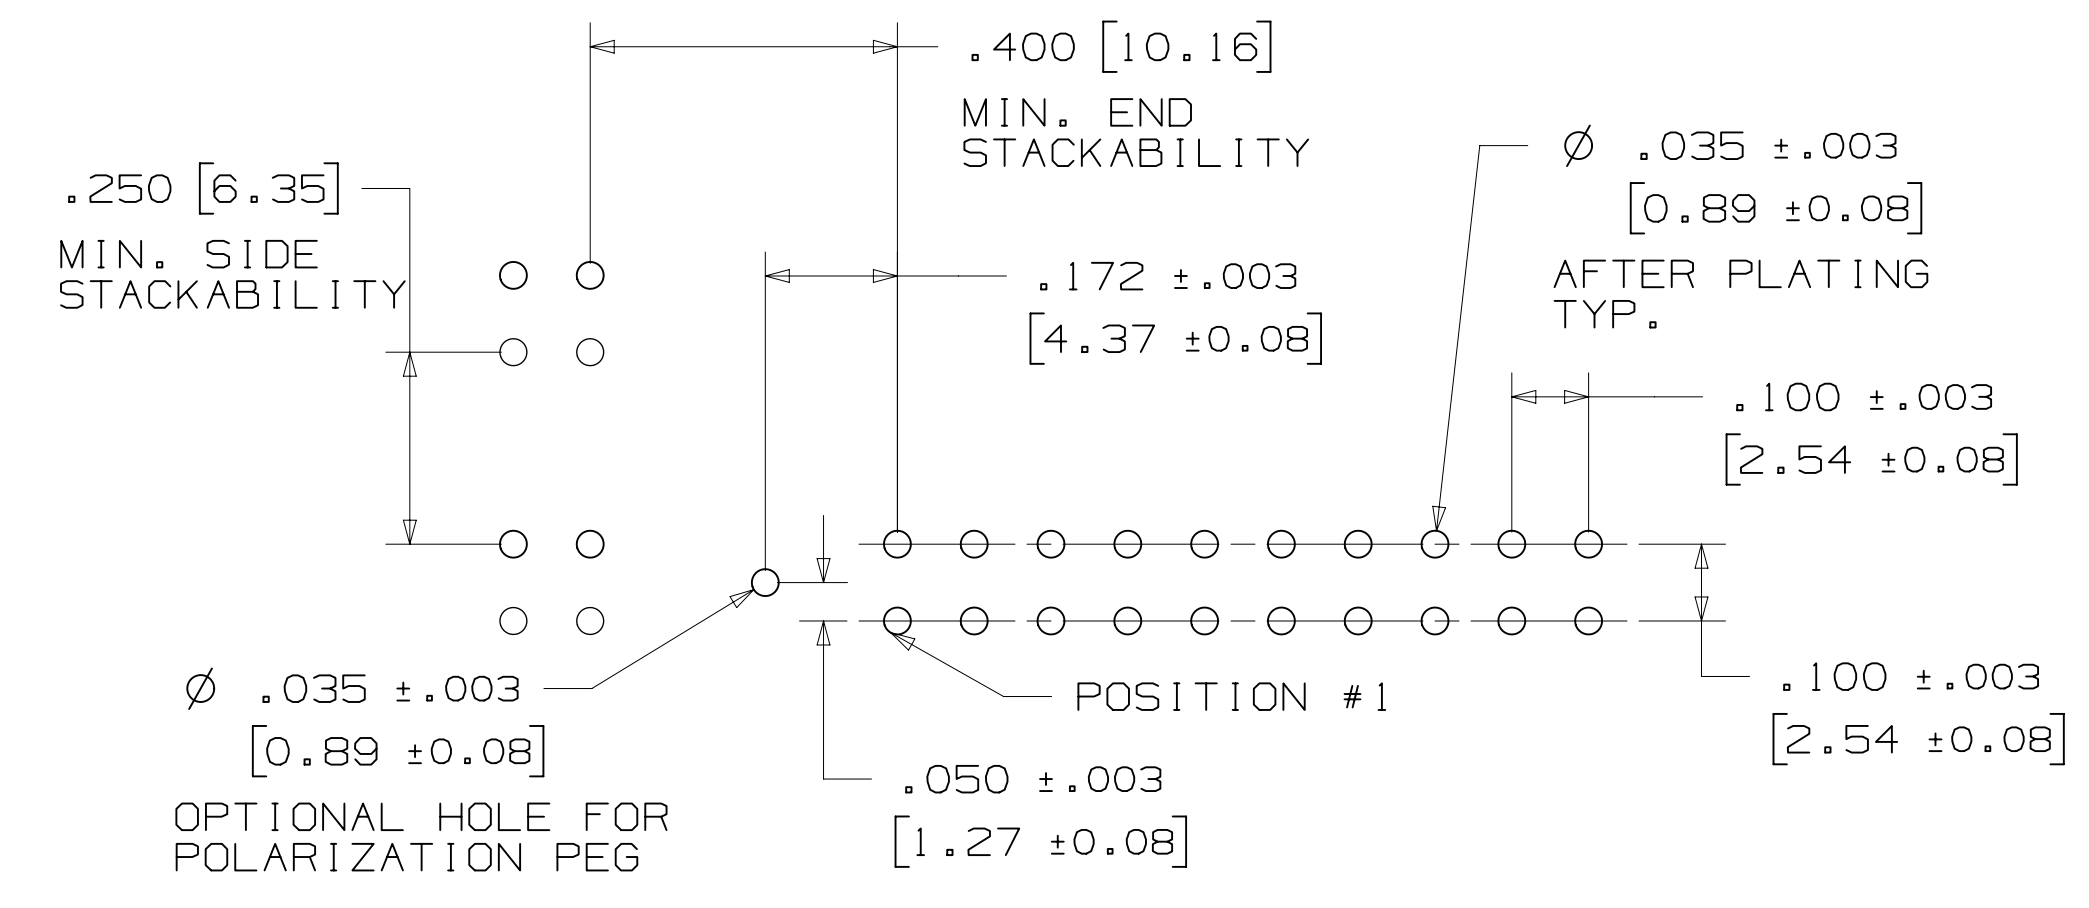 .400 [10.16]
MIN. END
STACKABILITY
Ø .035 ±.003
[0.89 ±0.08]
AFTER PLATING
TYP.
.250 [6.35]
MIN. SIDE
STACKABILITY
.172 ±.003
[4.37 ±0.08]
.100 ±.003
[2.54 ±0.08]
Ø .035 ±.003
[0.89 ±0.08]
OPTIONAL HOLE FOR
POLARIZATION PEG
POSITION #1
.100 ±.003
[2.54 ±0.08]
.050 ±.003
[1.27 ±0.08]